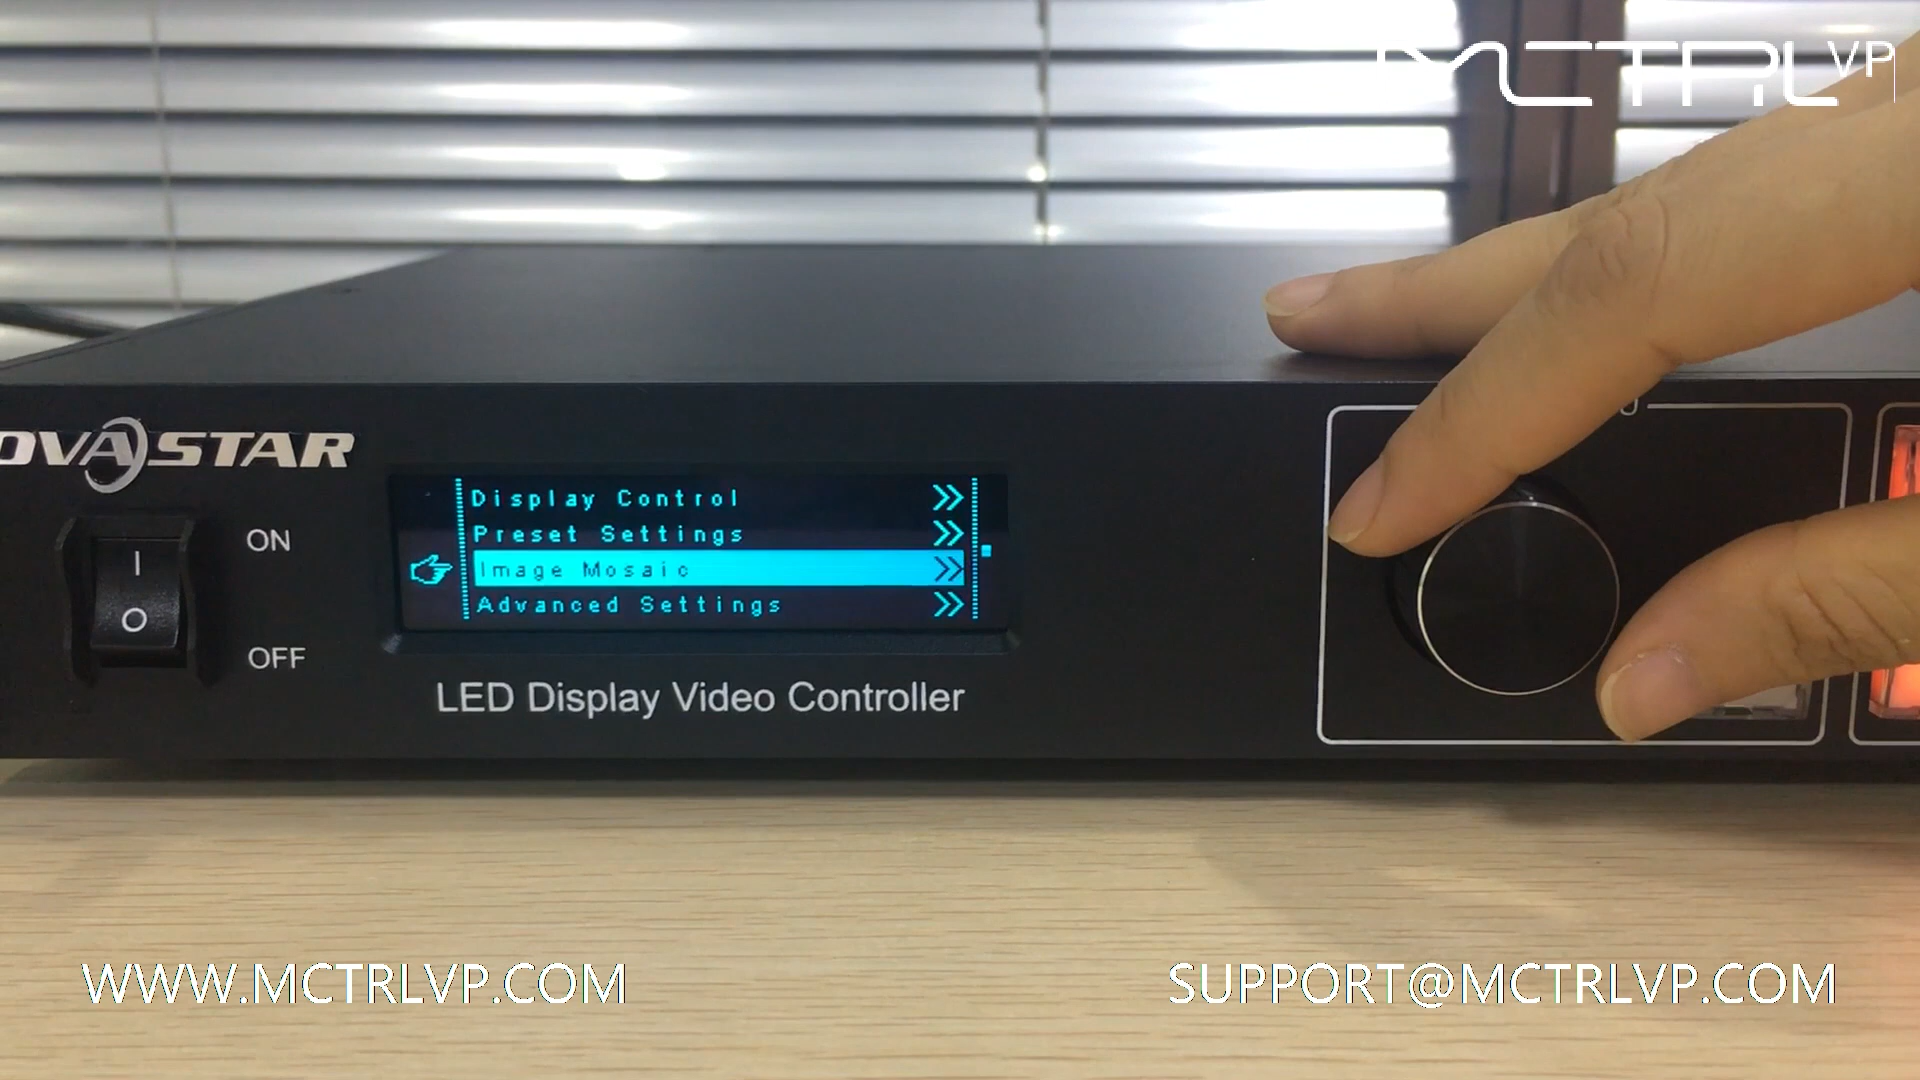 MCTRL VP
OVASTAR
ON
OFF
I
O
Display Control
Preset Settings
Image Mosaic
Advanced Settings
LED Display Video Controller
WWW.MCTRLVP.COM
SUPPORT@MCTRLVP.COM